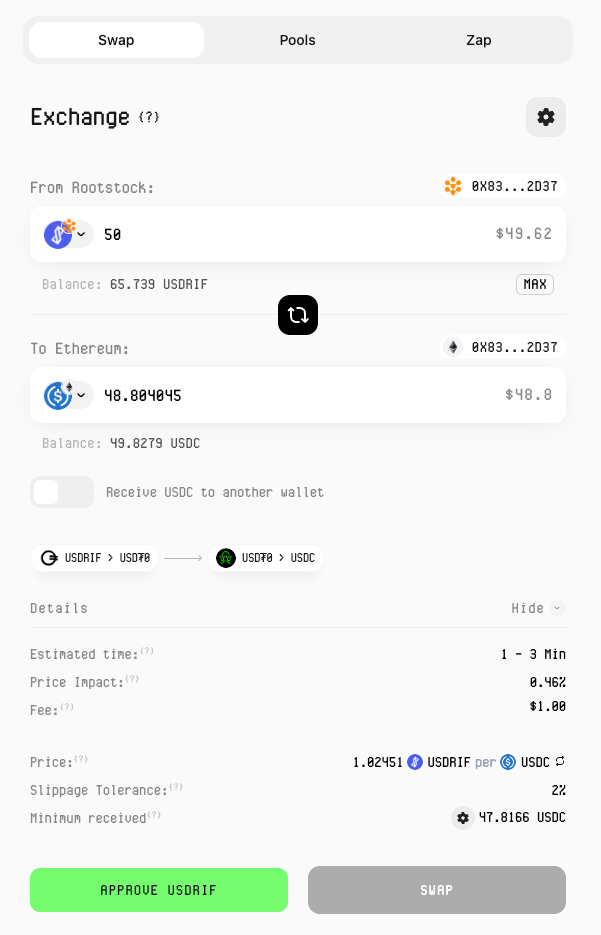 Swap Pools Zap
Exchange (?)
From Rootstock: 0X83...2D37
50 $49.62
Balance: 65.739 USDRIF MAX
To Ethereum: 0X83...2D37
48.804045 $48.8
Balance: 49.8279 USDC
Receive USDC to another wallet
USDRIF > USD₮0 USD₮0 > USDC
Details Hide
Estimated time:(?) 1 - 3 Min
Price Impact:(?) 0.46%
Fee:(?) $1.00
Price:(?) 1.02451 USDRIF per USDC
Slippage Tolerance:(?) 2%
Minimum received(?) 47.8166 USDC
APPROVE USDRIF SWAP